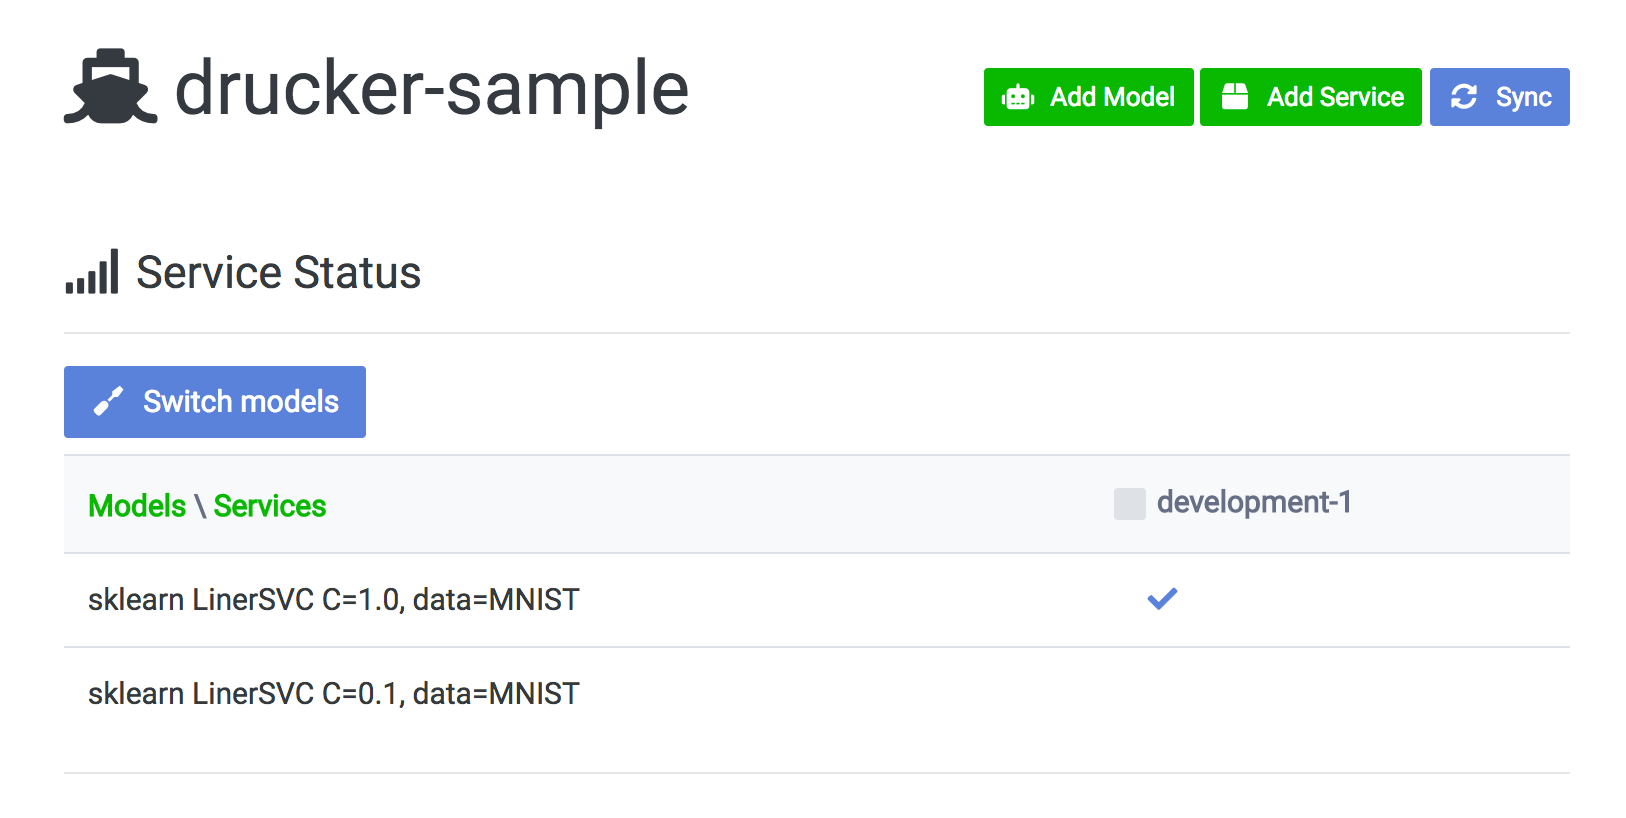 drucker-sample
Add Model
Add Service
Sync
Service Status
Switch models
Models \ Services
development-1
sklearn LinerSVC C=1.0, data=MNIST
sklearn LinerSVC C=0.1, data=MNIST